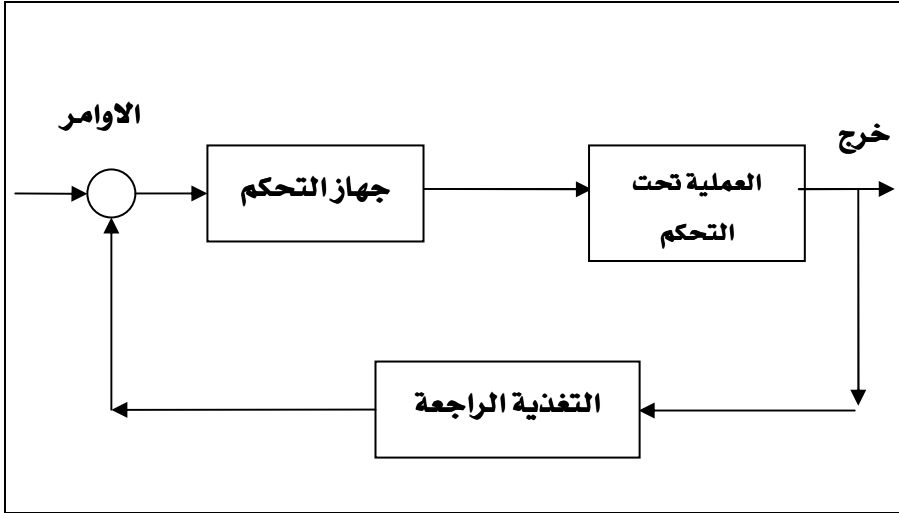 الاوامر
خرج
جهاز التحكم
العملية تحت
التحكم
التغذية الراجعة